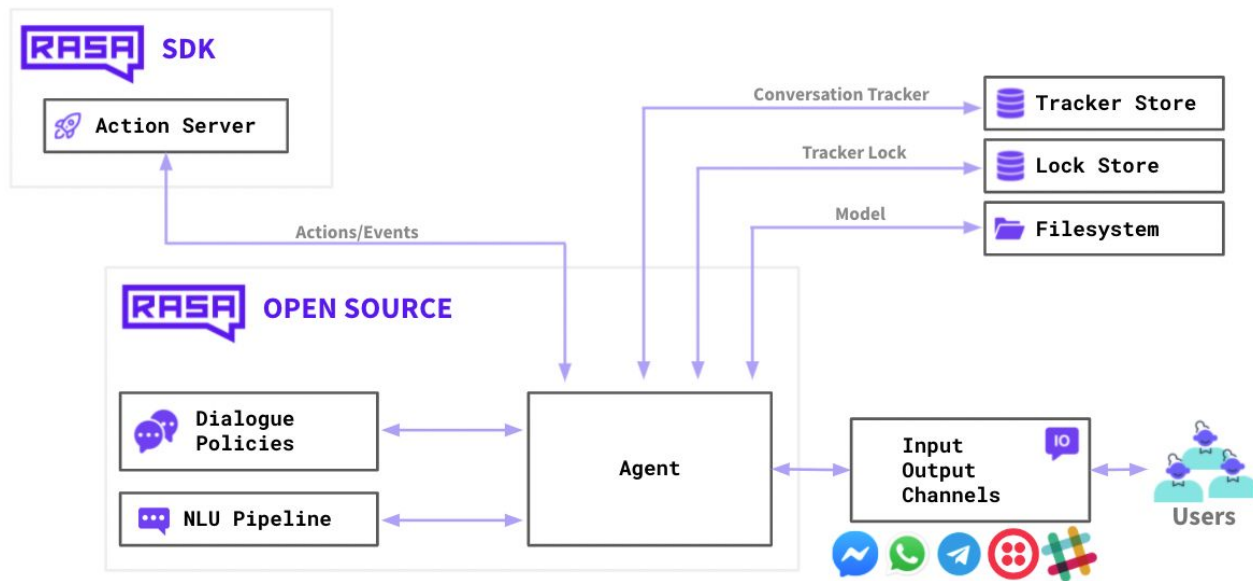 RASA SDK
Action Server
Actions/Events
Conversation Tracker
Tracker Store
Tracker Lock
Lock Store
Model
Filesystem
RASA OPEN SOURCE
Dialogue
Policies
NLU Pipeline
Agent
IO
Input
Output
Channels
Users